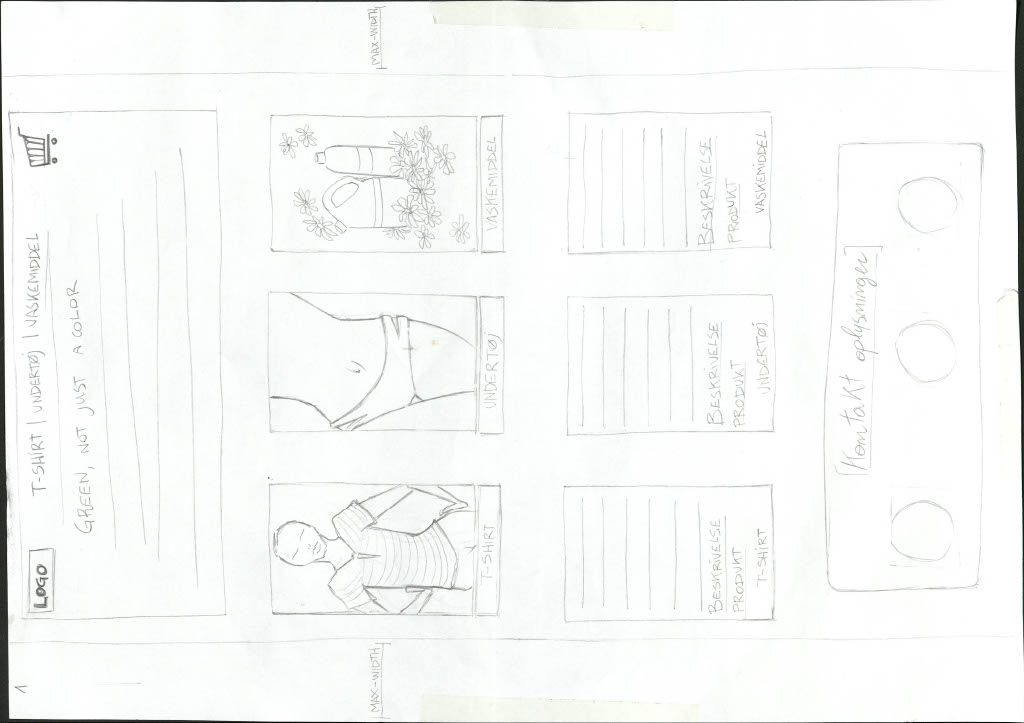 1
LOGO
T-SHIRT | UNDERTØJ | VASKEMIDDEL
GREEN, NOT JUST A COLOR
MAX-WIDTH
MAX-WIDTH
T-SHIRT
UNDERTØJ
VASKEMIDDEL
BESKRIVELSE
PRODUKT
T-SHIRT
BESKRIVELSE
PRODUKT
UNDERTØJ
BESKRIVELSE
PRODUKT
VASKEMIDDEL
[Kontakt oplysninger]